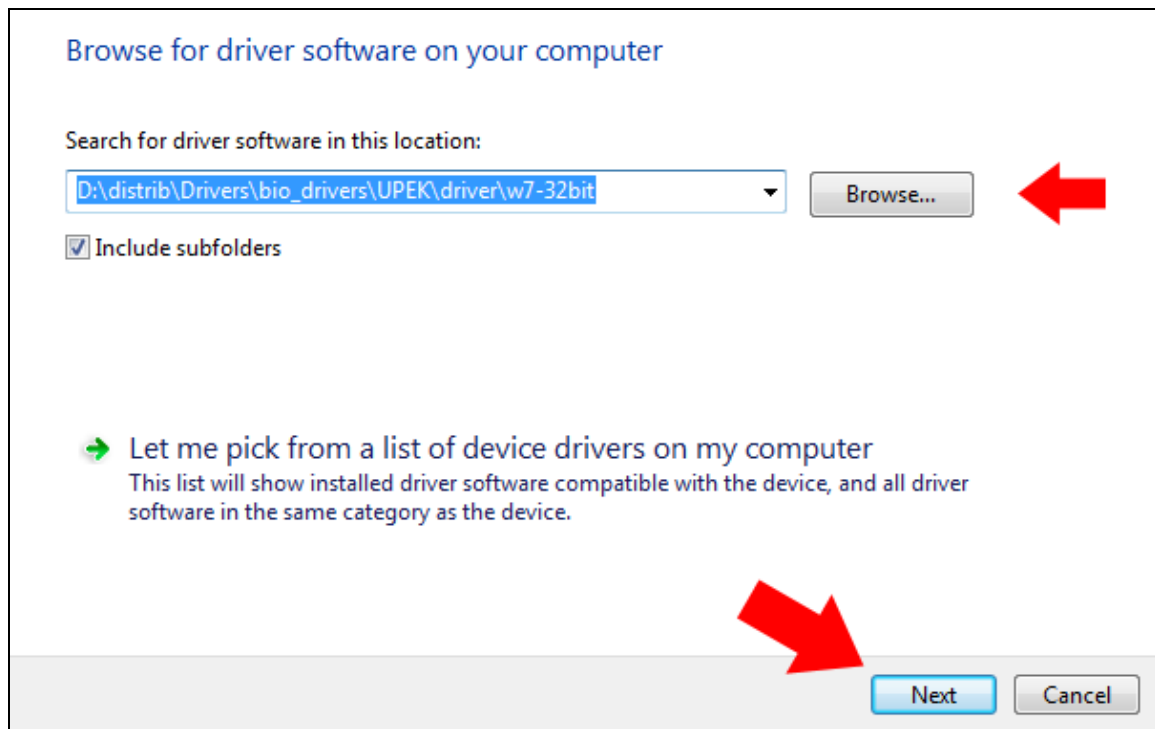 Browse for driver software on your computer
Search for driver software in this location:
D:\distrib\Drivers\bio_drivers\UPEK\driver\w7-32bit
Browse...
Include subfolders
Let me pick from a list of device drivers on my computer
This list will show installed driver software compatible with the device, and all driver
software in the same category as the device.
Next
Cancel